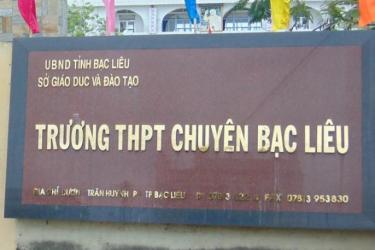 UBND TỈNH BẠC LIÊU
SỞ GIÁO DỤC VÀ ĐÀO TẠO
TRƯỜNG THPT CHUYÊN BẠC LIÊU
TRẦN HUỲNH P TP BẠC LIÊU FAX 07813 953830